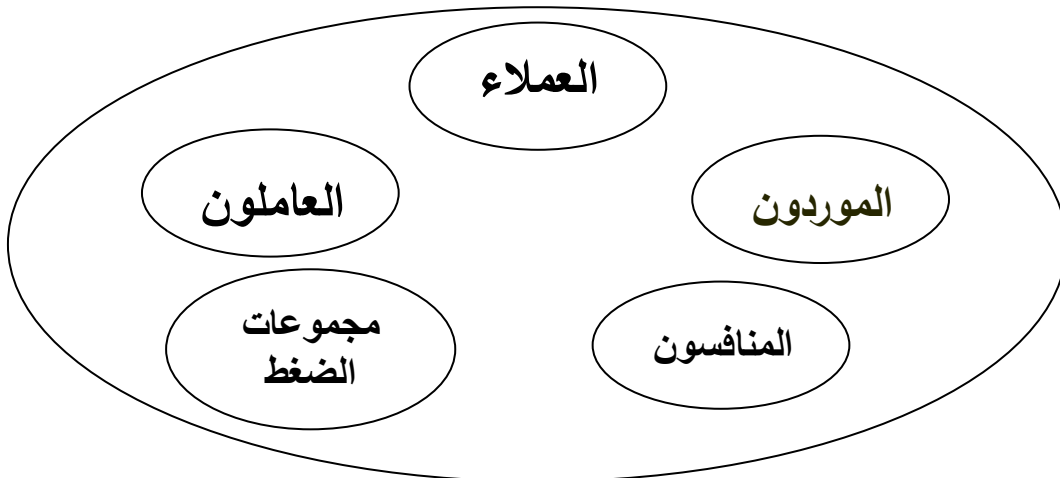 العملاء
الموردون
العاملون
المنافسون
مجموعات
الضغط